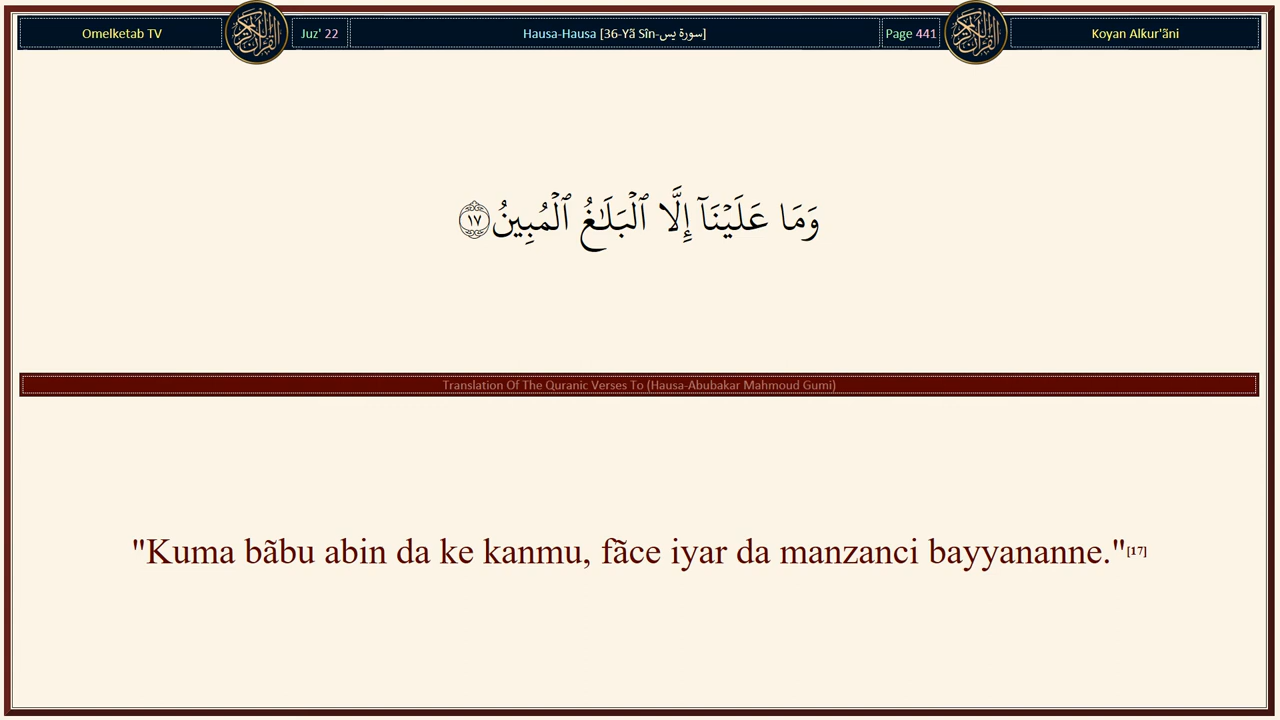 Omelketab TV
Juz' 22
Hausa-Hausa [36-Yã Sĩn-سورة يس]
Page 441
Koyan Alƙur'ãni
وَمَا عَلَيْنَآ إِلَّا ٱلْبَلَـٰغُ ٱلْمُبِينُ ١٧
Translation Of The Quranic Verses To (Hausa-Abubakar Mahmoud Gumi)
"Kuma bãbu abin da ke kanmu, fãce iyar da manzanci bayyananne."[17]